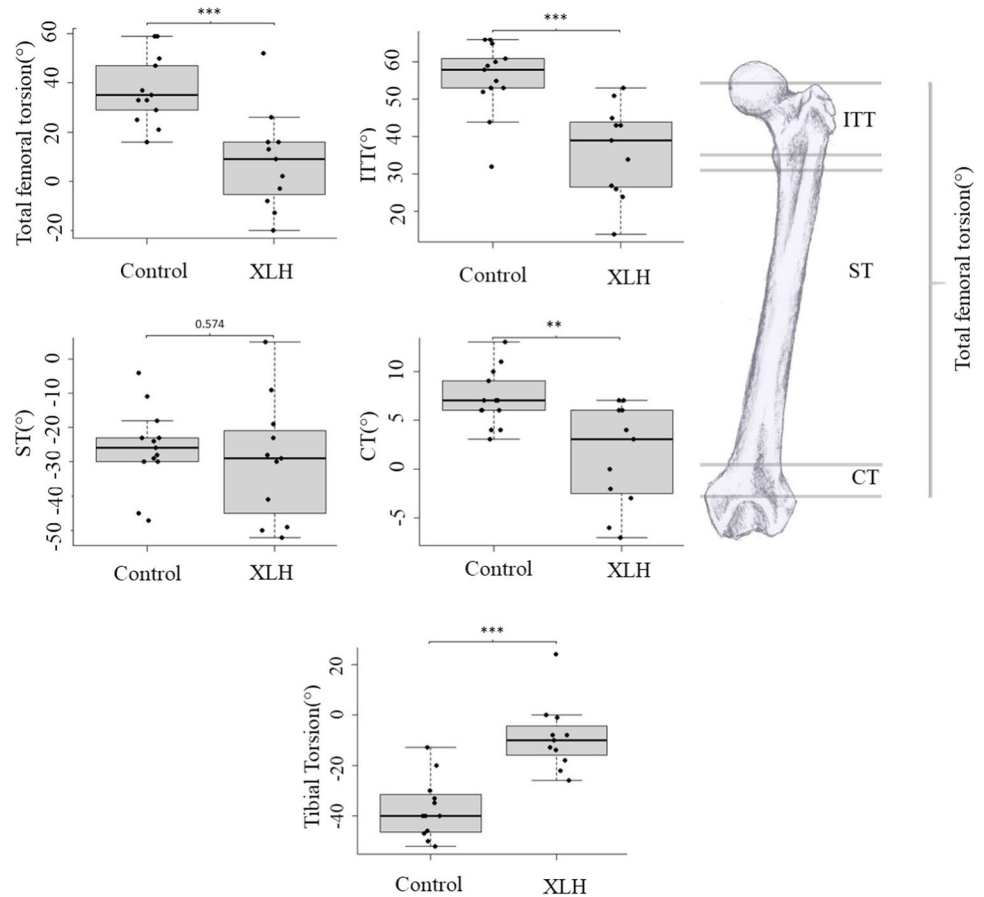 ***
Total femoral torsion(°)
60
40
20
0
-20
Control
XLH
***
ITT(°)
60
50
40
30
20
Control
XLH
ITT
ST
CT
Total femoral torsion(°)
0.574
ST(°)
0
-10
-20
-30
-40
-50
Control
XLH
**
CT(°)
10
5
0
-5
Control
XLH
***
Tibial Torsion(°)
20
0
-20
-40
Control
XLH